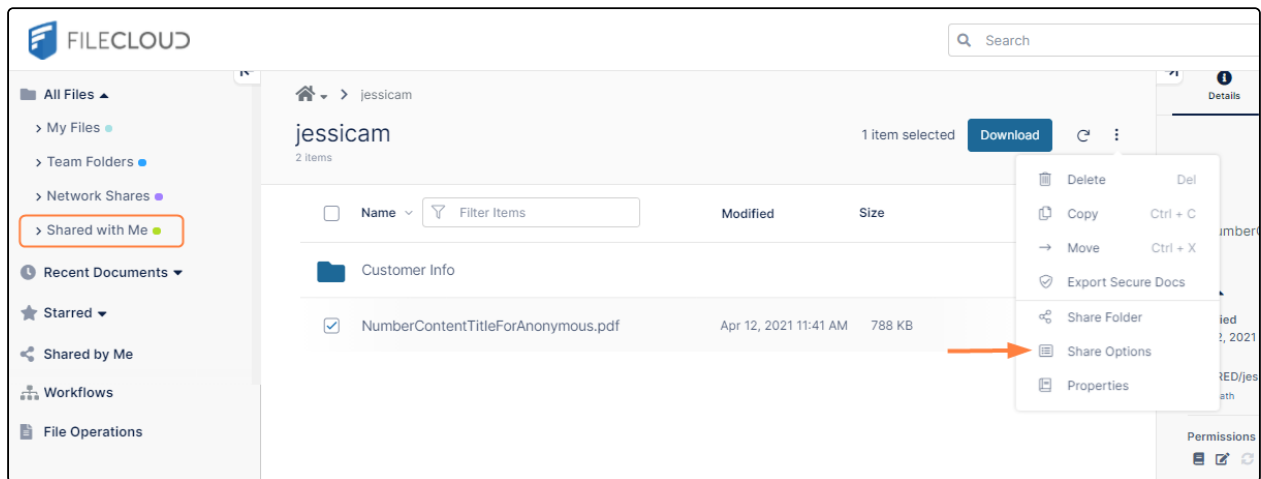 FILECLOUD
Search
All Files
My Files
Team Folders
Network Shares
Shared with Me
Recent Documents
Starred
Shared by Me
Workflows
File Operations
jessicam
jessicam
2 items
1 item selected
Download
Name
Filter Items
Modified
Size
Customer Info
NumberContentTitleForAnonymous.pdf
Apr 12, 2021 11:41 AM
788 KB
Delete Del
Copy Ctrl + C
Move Ctrl + X
Export Secure Docs
Share Folder
Share Options
Properties
Details
Permissions